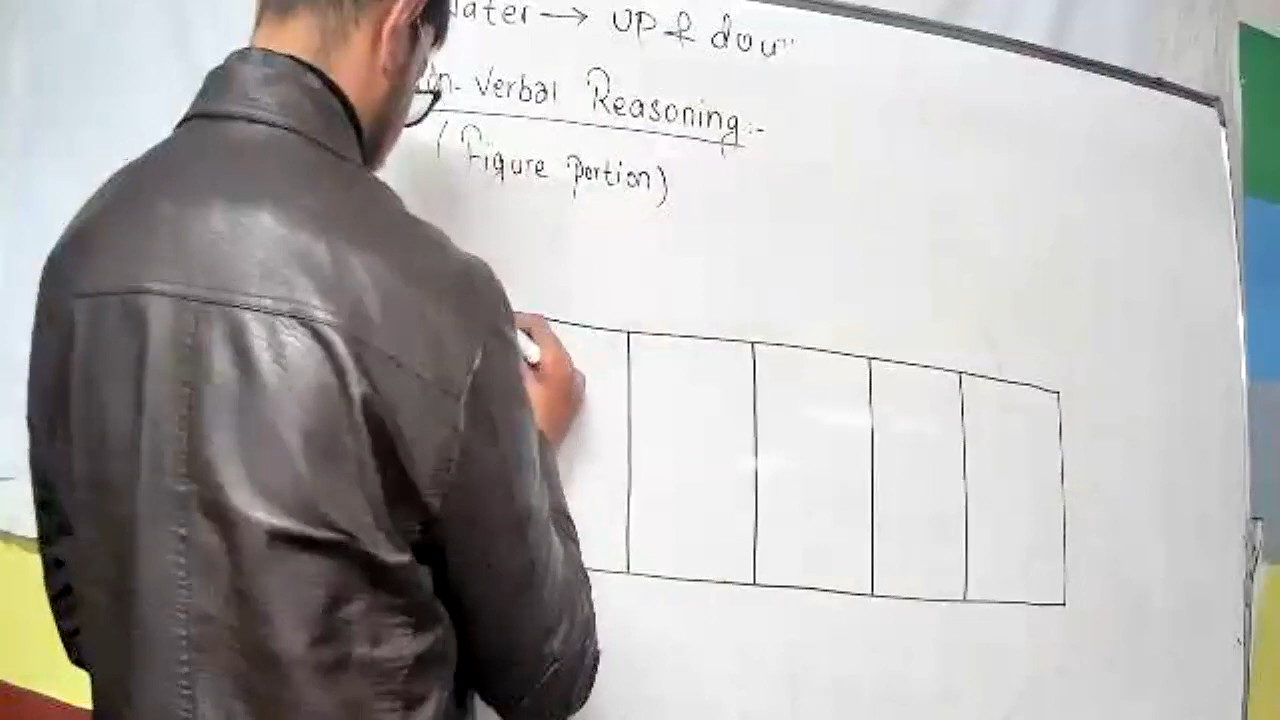 → UP & dow
Verbal Reasoning :-
(Figure portion)